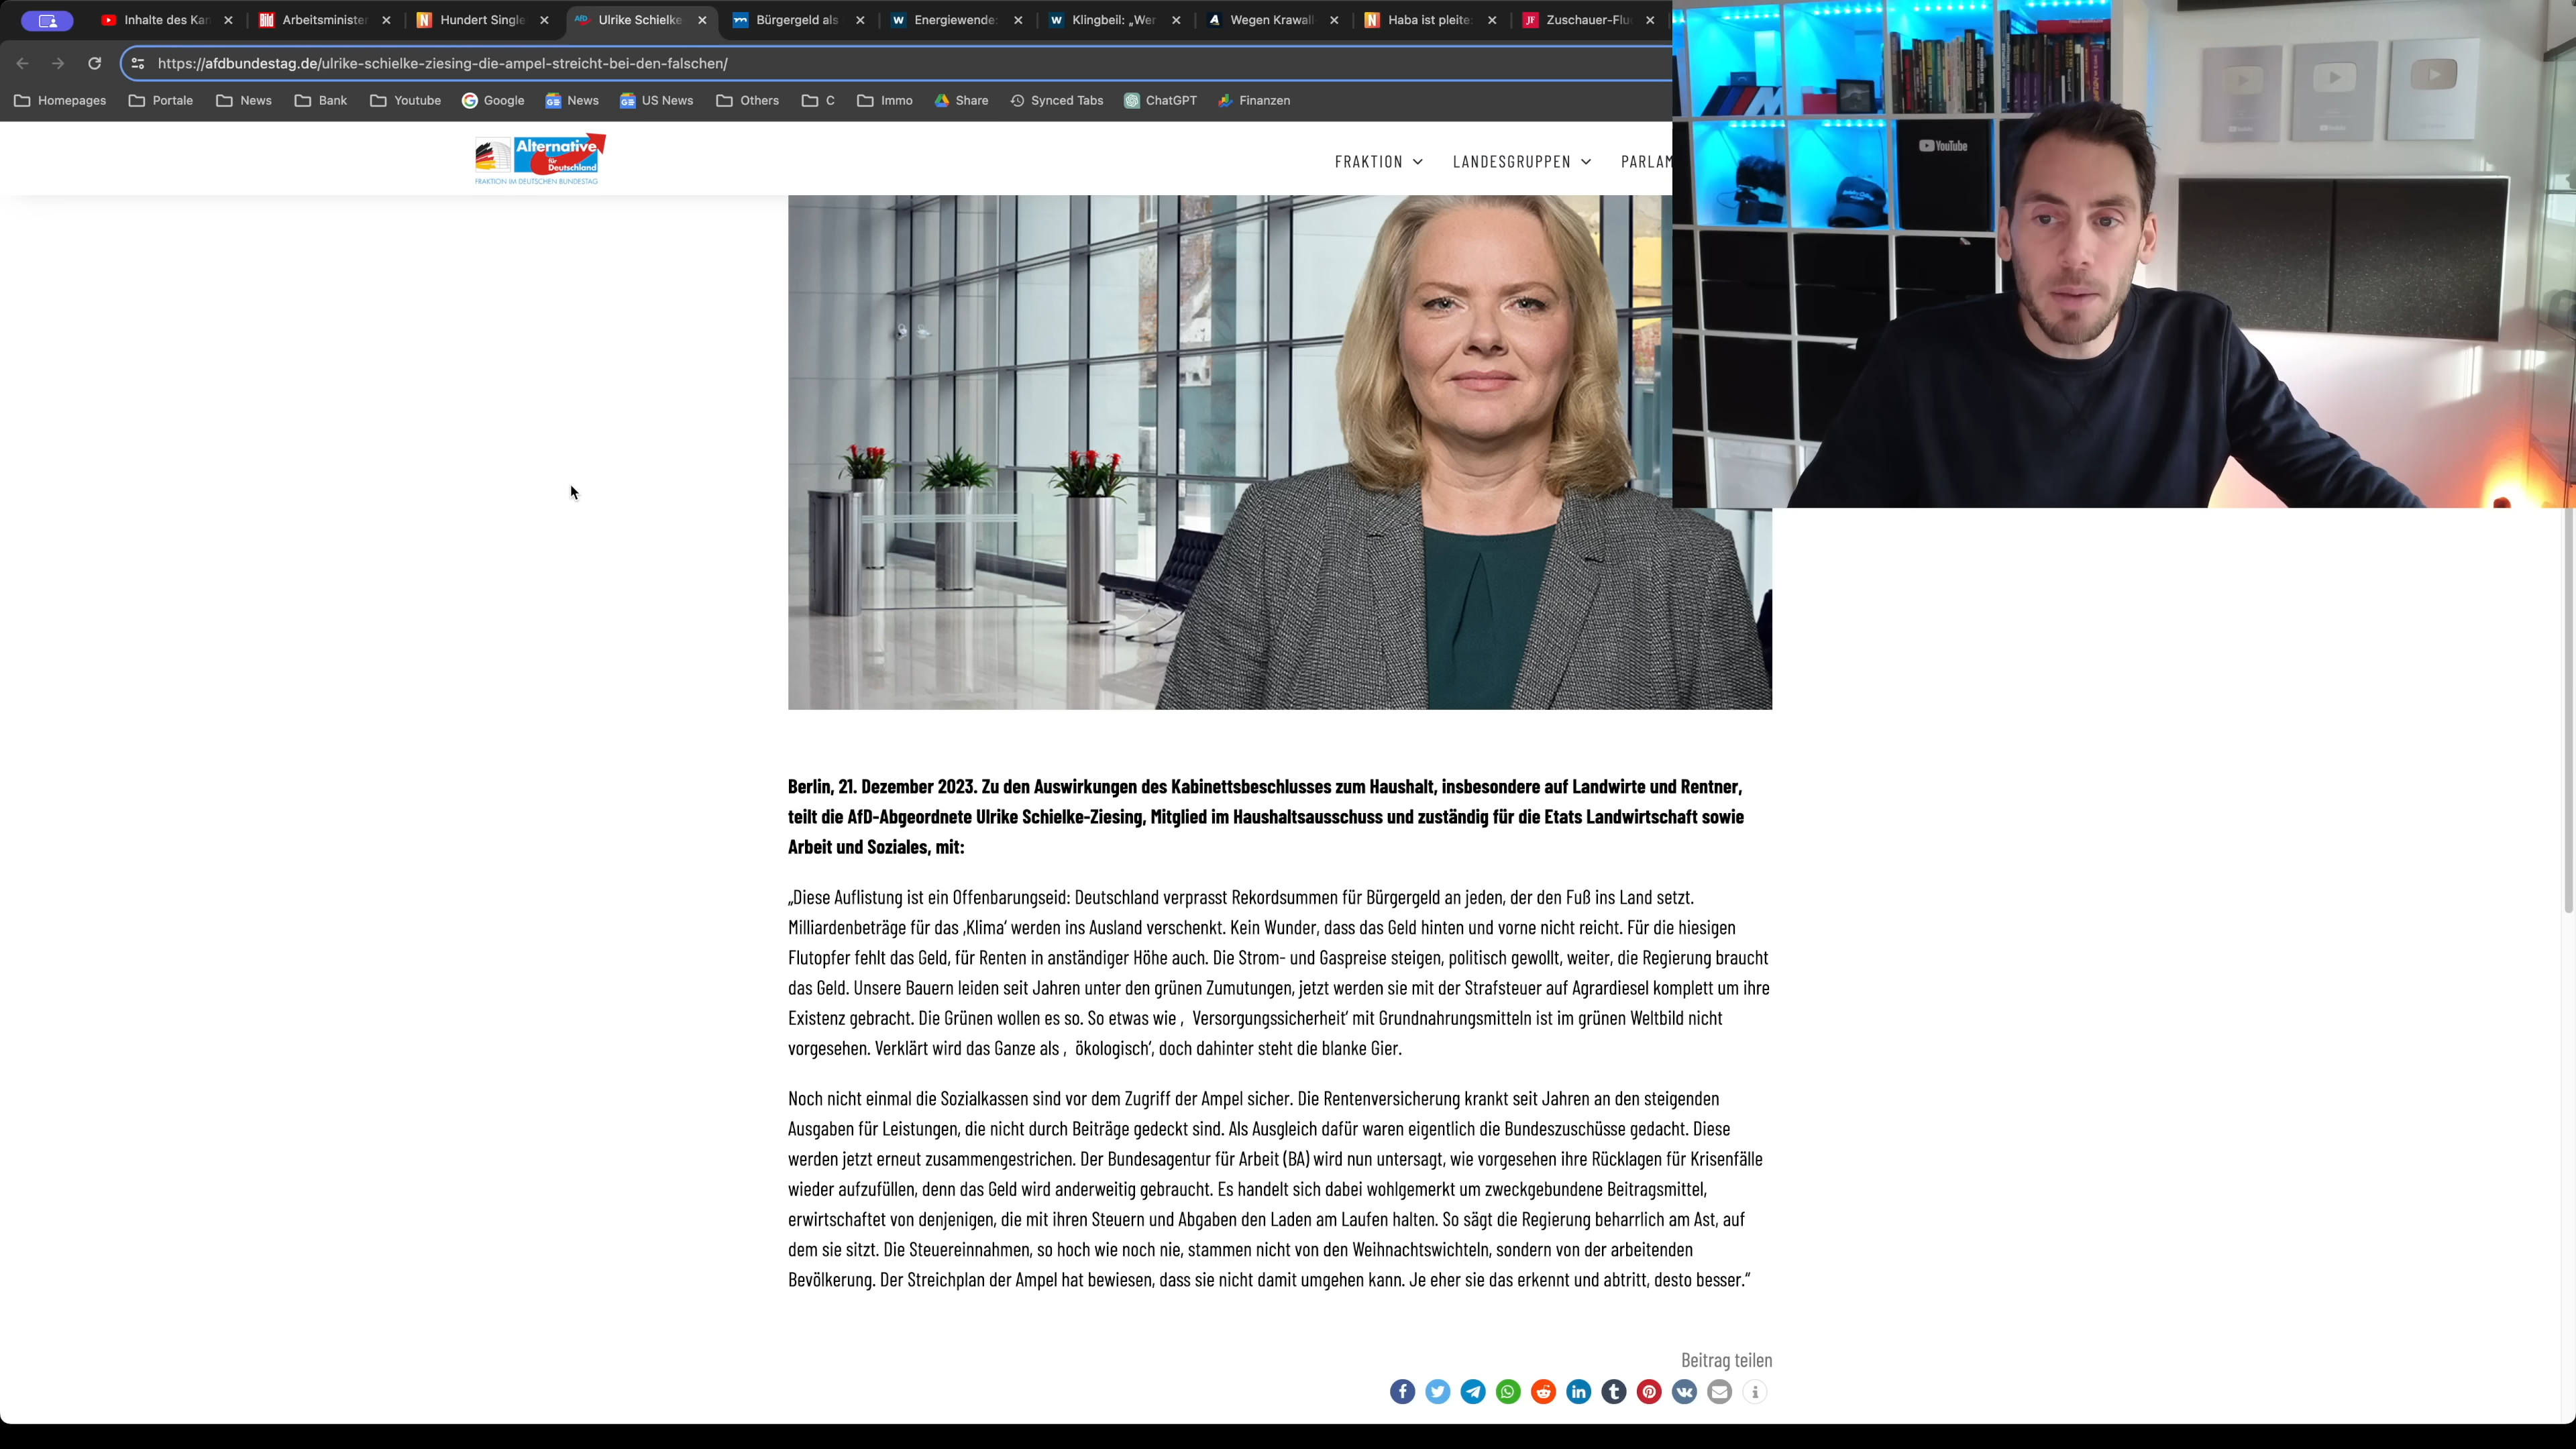 Inhalte des Kan
Arbeitsminister
Hundert Single
Ulrike Schielke
Bürgergeld als
Energiewende:
Klingbeil: „Wer
Wegen Krawall
Haba ist pleite:
Zuschauer-Flu
https://afdbundestag.de/ulrike-schielke-ziesing-die-ampel-streicht-bei-den-falschen/
Homepages Portale News Bank Youtube Google News US News Others C Immo Share Synced Tabs ChatGPT Finanzen
Alternative
für
Deutschland
FRAKTION IM DEUTSCHEN BUNDESTAG
FRAKTION LANDESGRUPPEN PARLAM
YouTube
Berlin, 21. Dezember 2023. Zu den Auswirkungen des Kabinettsbeschlusses zum Haushalt, insbesondere auf Landwirte und Rentner,
teilt die AfD-Abgeordnete Ulrike Schielke-Ziesing, Mitglied im Haushaltsausschuss und zuständig für die Etats Landwirtschaft sowie
Arbeit und Soziales, mit:
„Diese Auflistung ist ein Offenbarungseid: Deutschland verprasst Rekordsummen für Bürgergeld an jeden, der den Fuß ins Land setzt.
Milliardenbeträge für das ‚Klima‘ werden ins Ausland verschenkt. Kein Wunder, dass das Geld hinten und vorne nicht reicht. Für die hiesigen
Flutopfer fehlt das Geld, für Renten in anständiger Höhe auch. Die Strom- und Gaspreise steigen, politisch gewollt, weiter, die Regierung braucht
das Geld. Unsere Bauern leiden seit Jahren unter den grünen Zumutungen, jetzt werden sie mit der Strafsteuer auf Agrardiesel komplett um ihre
Existenz gebracht. Die Grünen wollen es so. So etwas wie ‚ Versorgungssicherheit‘ mit Grundnahrungsmitteln ist im grünen Weltbild nicht
vorgesehen. Verklärt wird das Ganze als ‚ ökologisch‘, doch dahinter steht die blanke Gier.
Noch nicht einmal die Sozialkassen sind vor dem Zugriff der Ampel sicher. Die Rentenversicherung krankt seit Jahren an den steigenden
Ausgaben für Leistungen, die nicht durch Beiträge gedeckt sind. Als Ausgleich dafür waren eigentlich die Bundeszuschüsse gedacht. Diese
werden jetzt erneut zusammengestrichen. Der Bundesagentur für Arbeit (BA) wird nun untersagt, wie vorgesehen ihre Rücklagen für Krisenfälle
wieder aufzufüllen, denn das Geld wird anderweitig gebraucht. Es handelt sich dabei wohlgemerkt um zweckgebundene Beitragsmittel,
erwirtschaftet von denjenigen, die mit ihren Steuern und Abgaben den Laden am Laufen halten. So sägt die Regierung beharrlich am Ast, auf
dem sie sitzt. Die Steuereinnahmen, so hoch wie noch nie, stammen nicht von den Weihnachtswichteln, sondern von der arbeitenden
Bevölkerung. Der Streichplan der Ampel hat bewiesen, dass sie nicht damit umgehen kann. Je eher sie das erkennt und abtritt, desto besser.“
Beitrag teilen